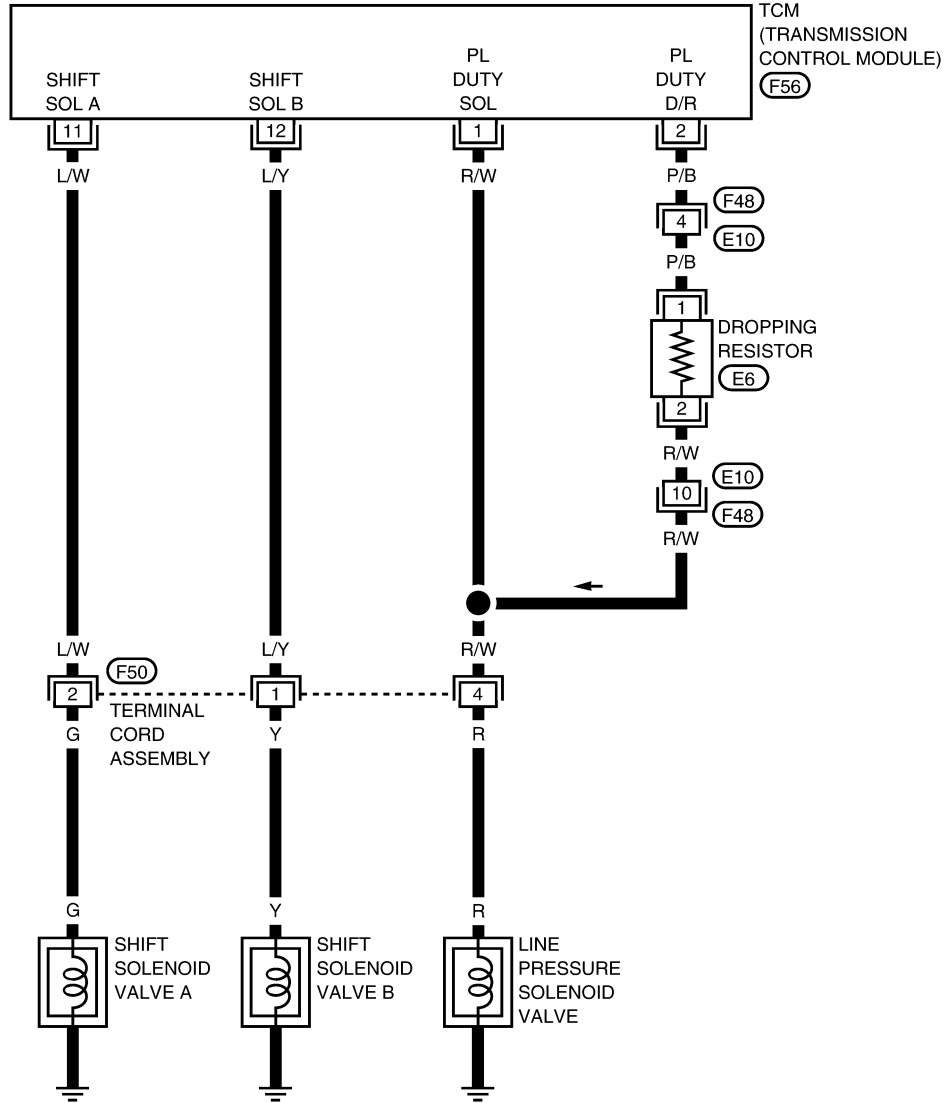 TCM
(TRANSMISSION
CONTROL MODULE)
F56
SHIFT
SOL A
SHIFT
SOL B
PL
DUTY
SOL
PL
DUTY
D/R
11
12
1
2
L/W
L/Y
R/W
P/B
F48
4
E10
P/B
1
DROPPING
RESISTOR
E6
2
R/W
E10
10
F48
R/W
L/W
L/Y
R/W
F50
2
1
4
TERMINAL
CORD
ASSEMBLY
G
Y
R
G
Y
R
SHIFT
SOLENOID
VALVE A
SHIFT
SOLENOID
VALVE B
LINE
PRESSURE
SOLENOID
VALVE